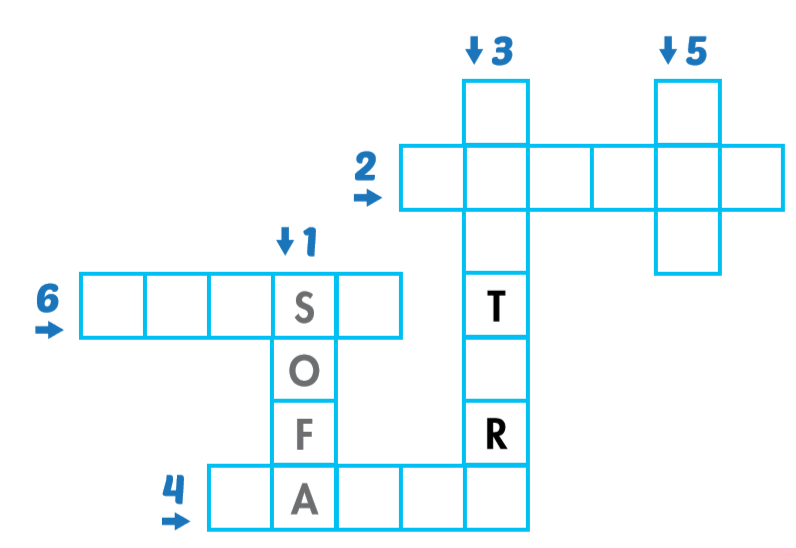 ↓3 ↓5
2→
↓1
6→ S T
O
F R
4→ A